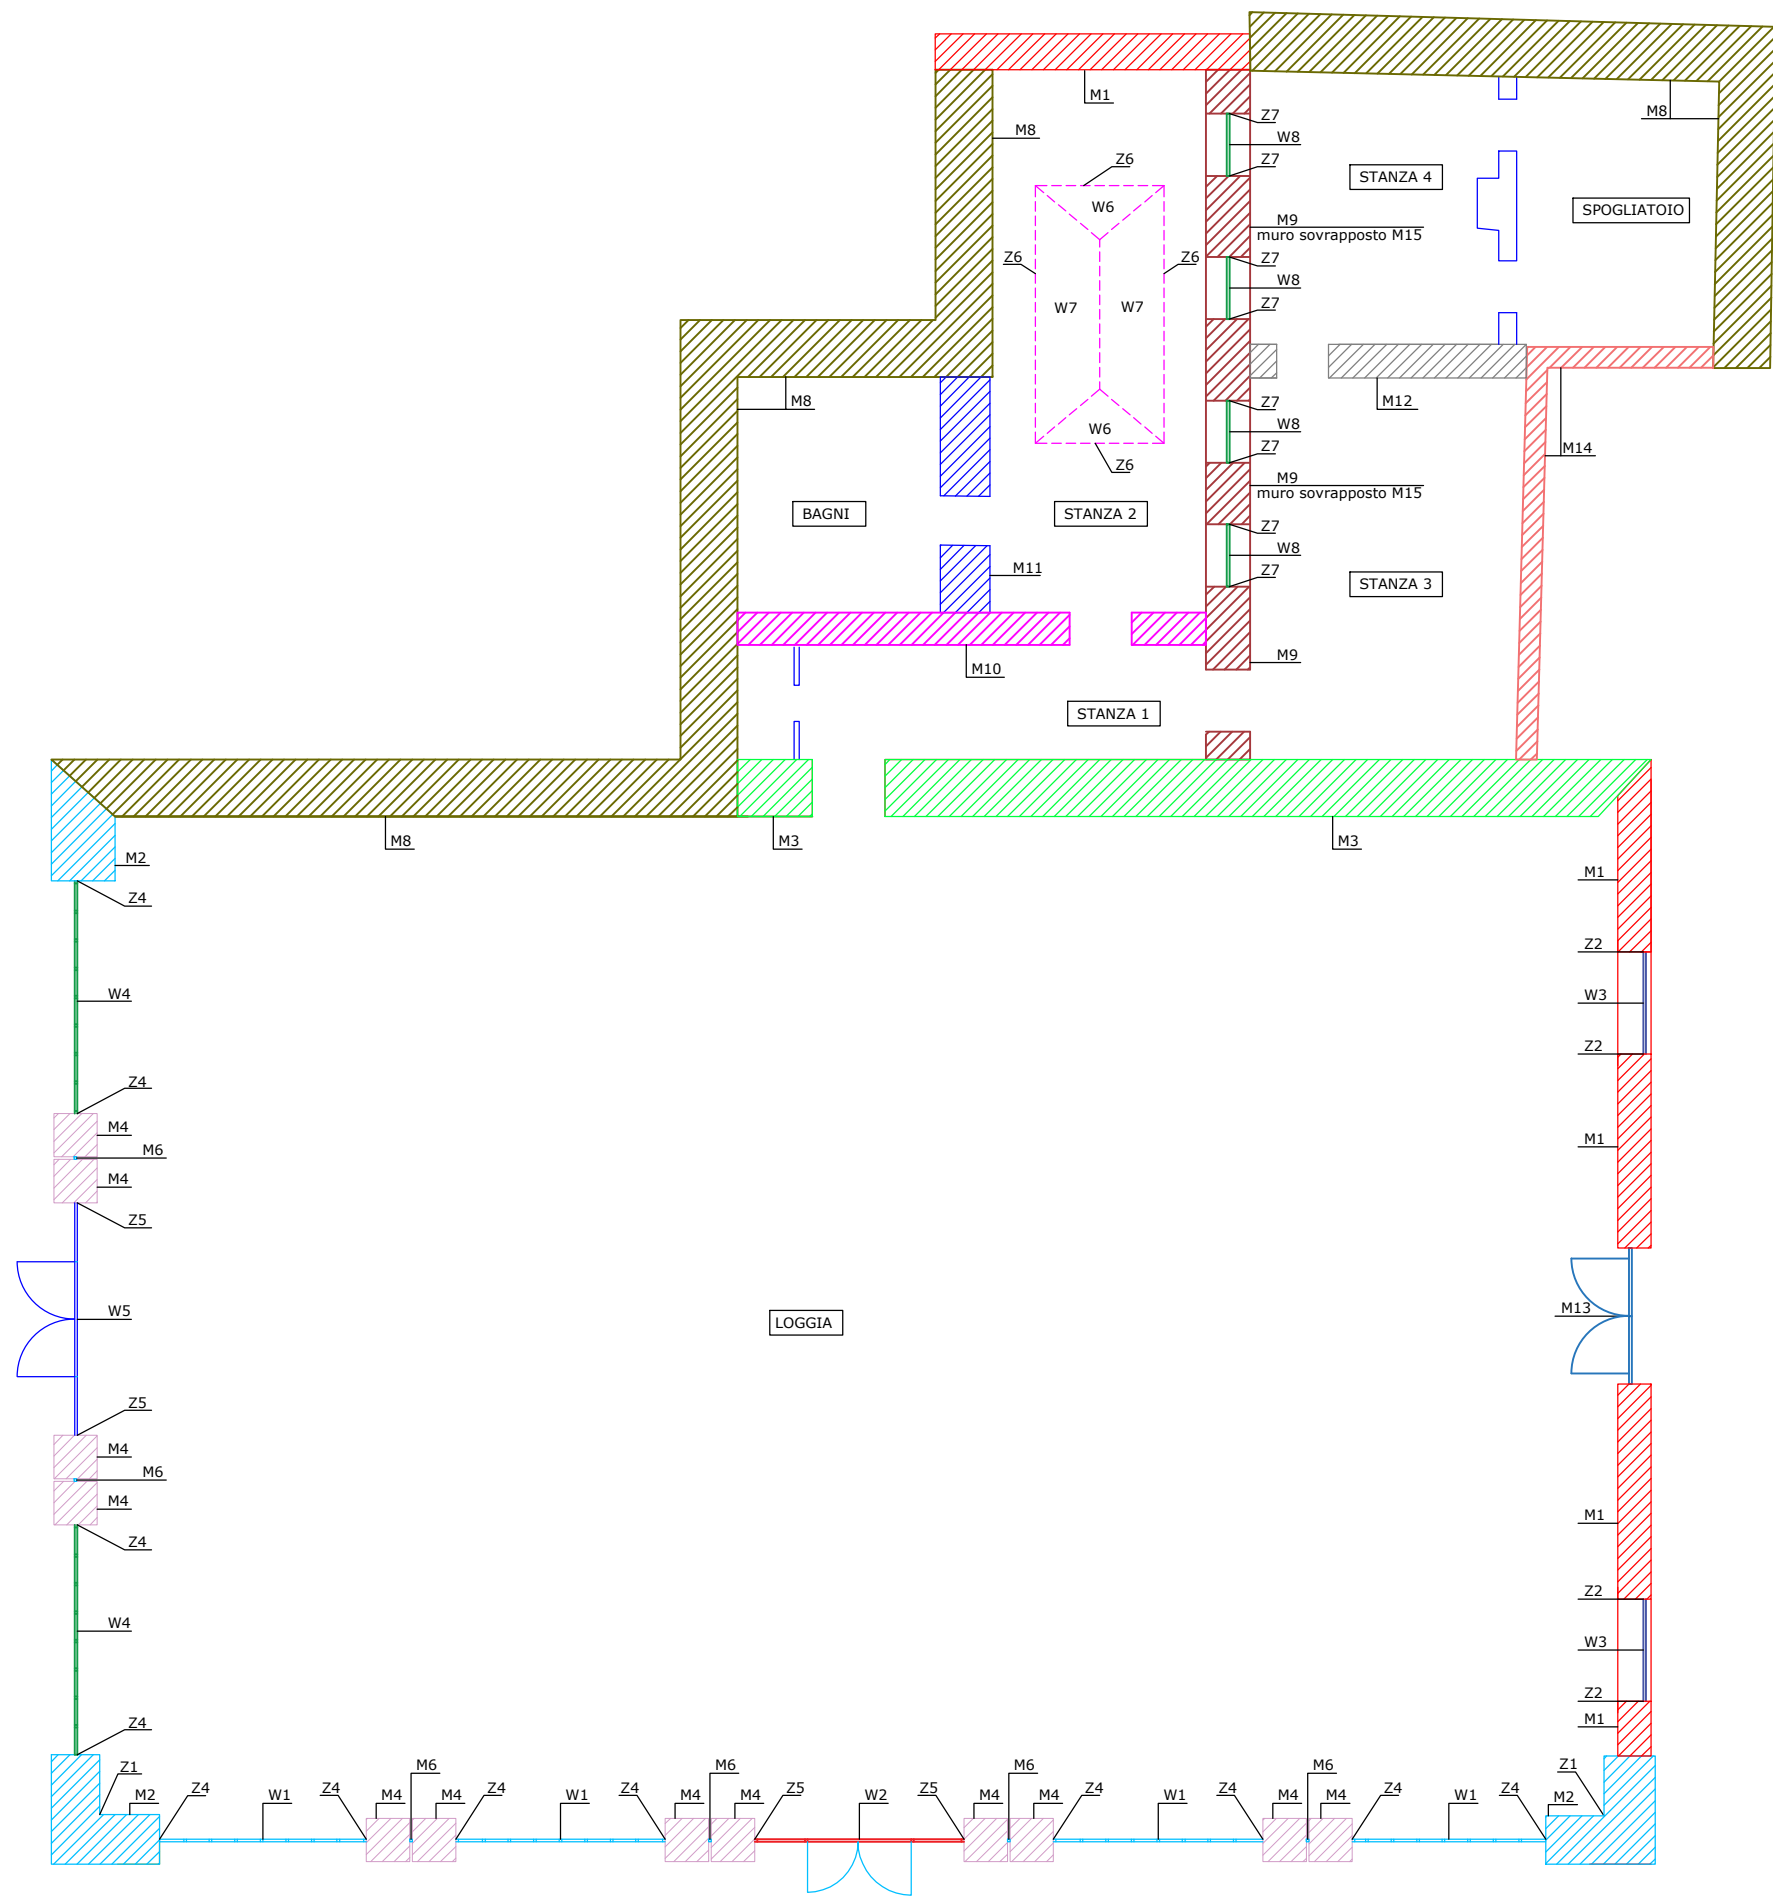 M1
Z7
M8
M8
W8
Z6
Z7
STANZA 4
W6
SPOGLIATOIO
M9
muro sovrapposto M15
Z6
Z6
Z7
W8
W7
W7
Z7
M8
Z7
M12
W6
W8
Z6
Z7
M14
M9
muro sovrapposto M15
BAGNI
STANZA 2
Z7
W8
M11
Z7
STANZA 3
M9
M10
STANZA 1
M8
M3
M3
M2
M1
Z4
Z2
W4
W3
Z2
Z4
M4
M1
M6
M4
Z5
W5
LOGGIA
M13
Z5
M4
M6
M4
M1
Z4
Z2
W4
W3
Z2
Z4
M1
Z1
M6
M6
M6
M6
Z1
M2
Z4
W1
Z4
M4
M4
Z4
W1
Z4
M4
M4
Z5
W2
Z5
M4
M4
Z4
W1
Z4
M4
M4
Z4
W1
Z4
M2